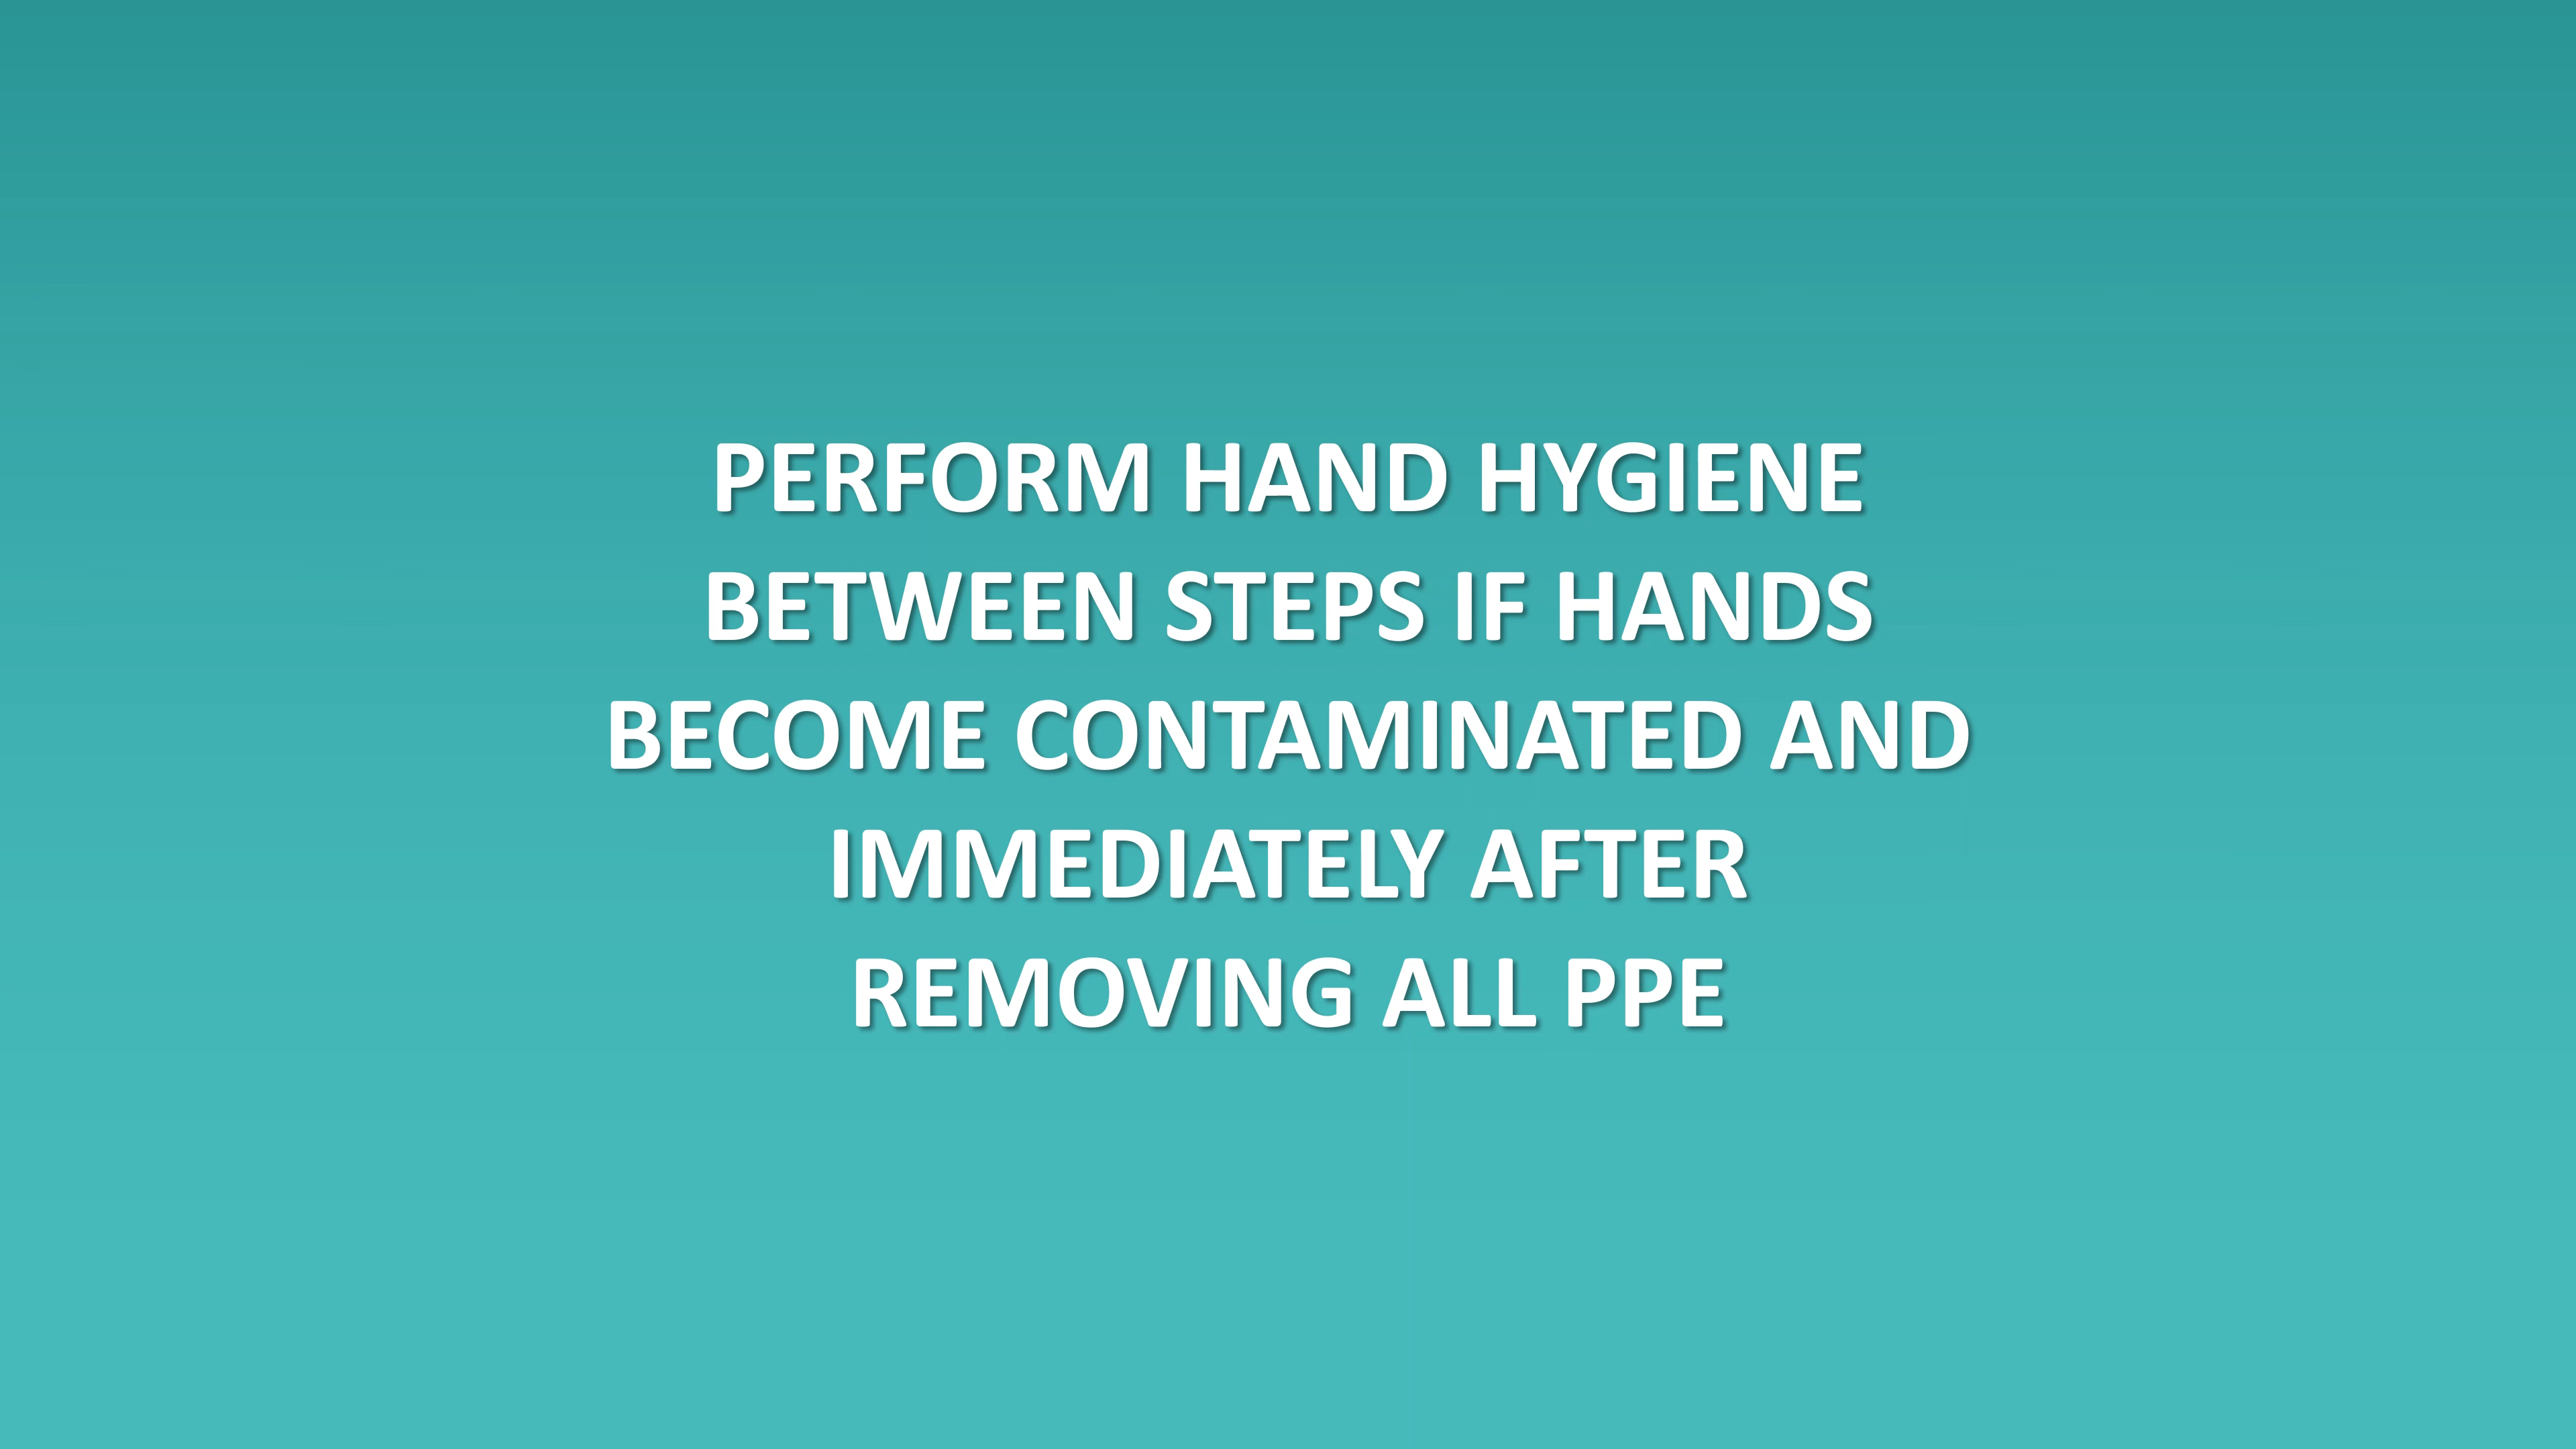 PERFORM HAND HYGIENE
BETWEEN STEPS IF HANDS
BECOME CONTAMINATED AND
IMMEDIATELY AFTER
REMOVING ALL PPE